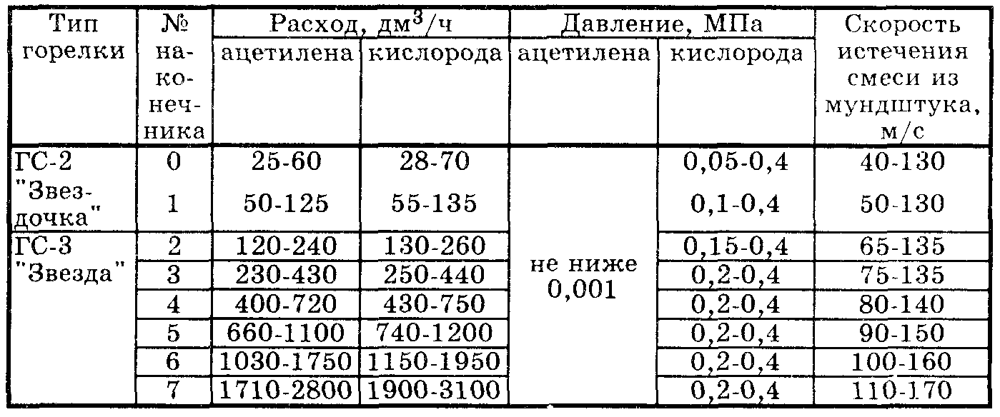 Тип № Расход, дм³/ч Давление, МПа Скорость
горелки на- ацетилена кислорода ацетилена кислорода истечения
ко- смеси из
неч- мундштука,
ника м/с
ГС-2 0 25-60 28-70 0,05-0,4 40-130
"Звез-
дочка" 1 50-125 55-135 0,1-0,4 50-130
ГС-3 2 120-240 130-260 0,15-0,4 65-135
"Звезда" 3 230-430 250-440 не ниже 0,2-0,4 75-135
4 400-720 430-750 0,001 0,2-0,4 80-140
5 660-1100 740-1200 0,2-0,4 90-150
6 1030-1750 1150-1950 0,2-0,4 100-160
7 1710-2800 1900-3100 0,2-0,4 110-170